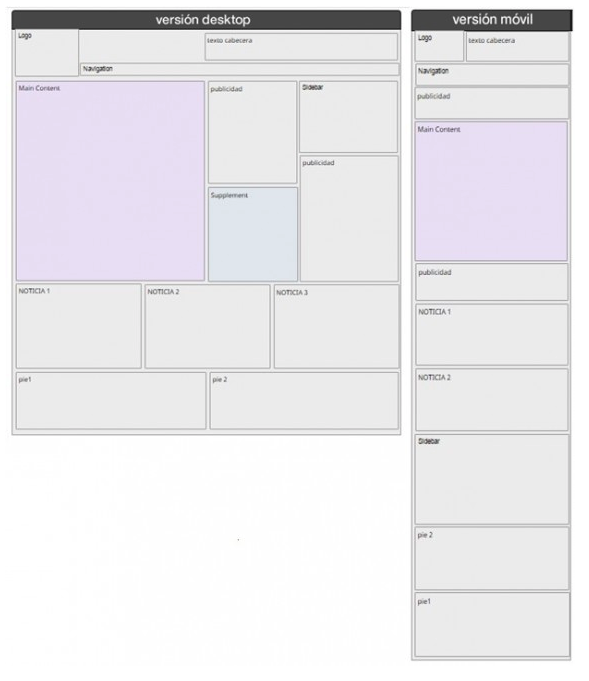 versión desktop
Logo
texto cabecera
Navigation
Main Content
publicidad
Sidebar
publicidad
Supplement
NOTICIA 1
NOTICIA 2
NOTICIA 3
pie1
pie 2
versión móvil
Logo
texto cabecera
Navigation
publicidad
Main Content
publicidad
NOTICIA 1
NOTICIA 2
Sidebar
pie 2
pie1